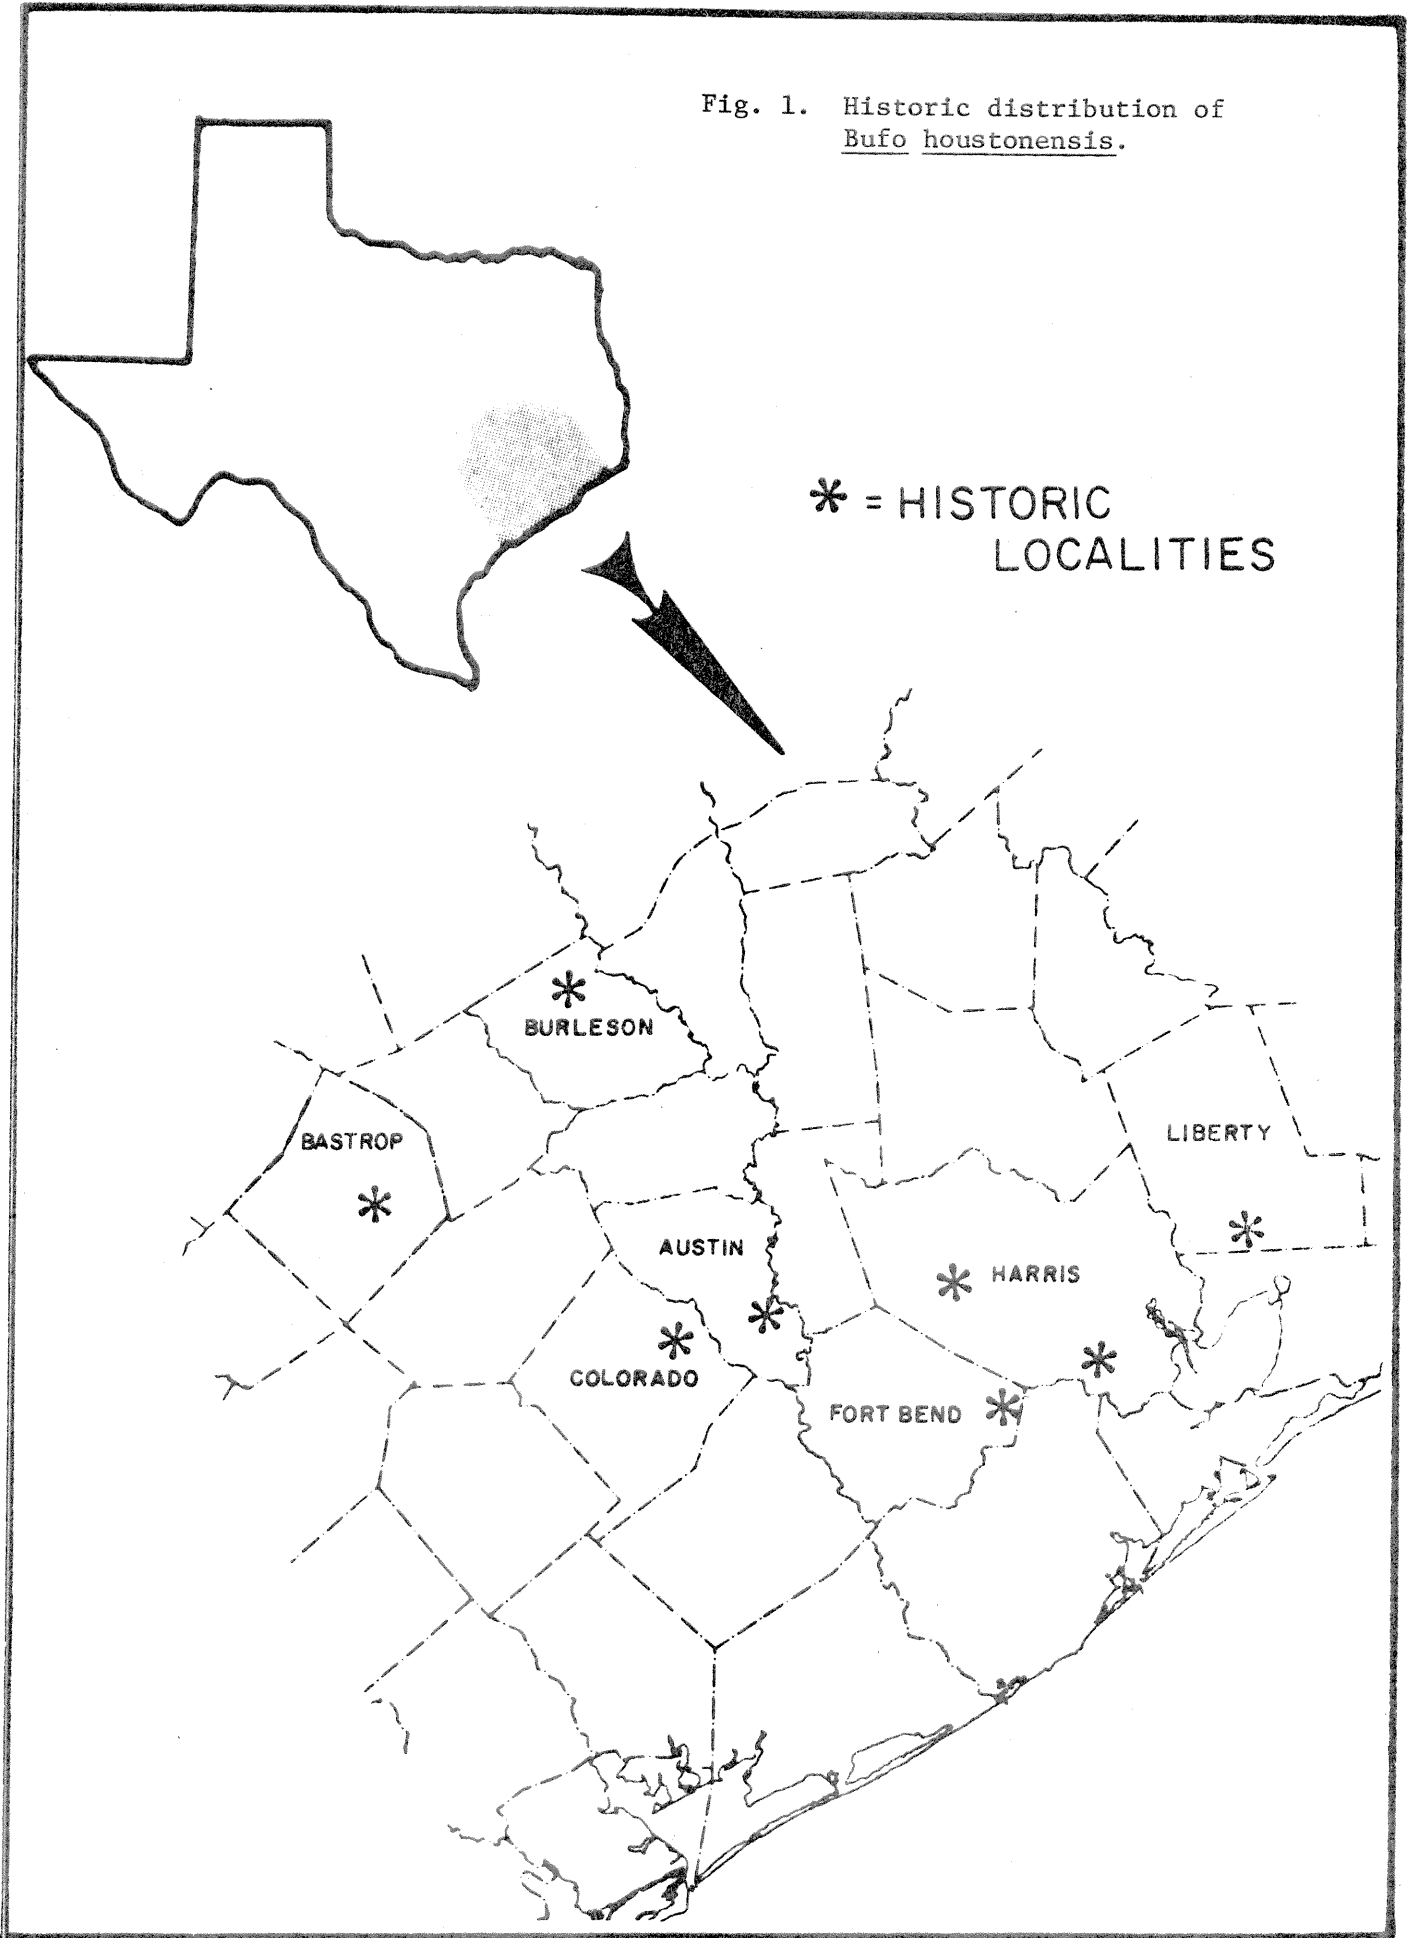 Fig. 1. Historic distribution of
Bufo houstonensis.
* = HISTORIC
LOCALITIES
BURLESON
BASTROP
LIBERTY
AUSTIN
HARRIS
COLORADO
FORT BEND